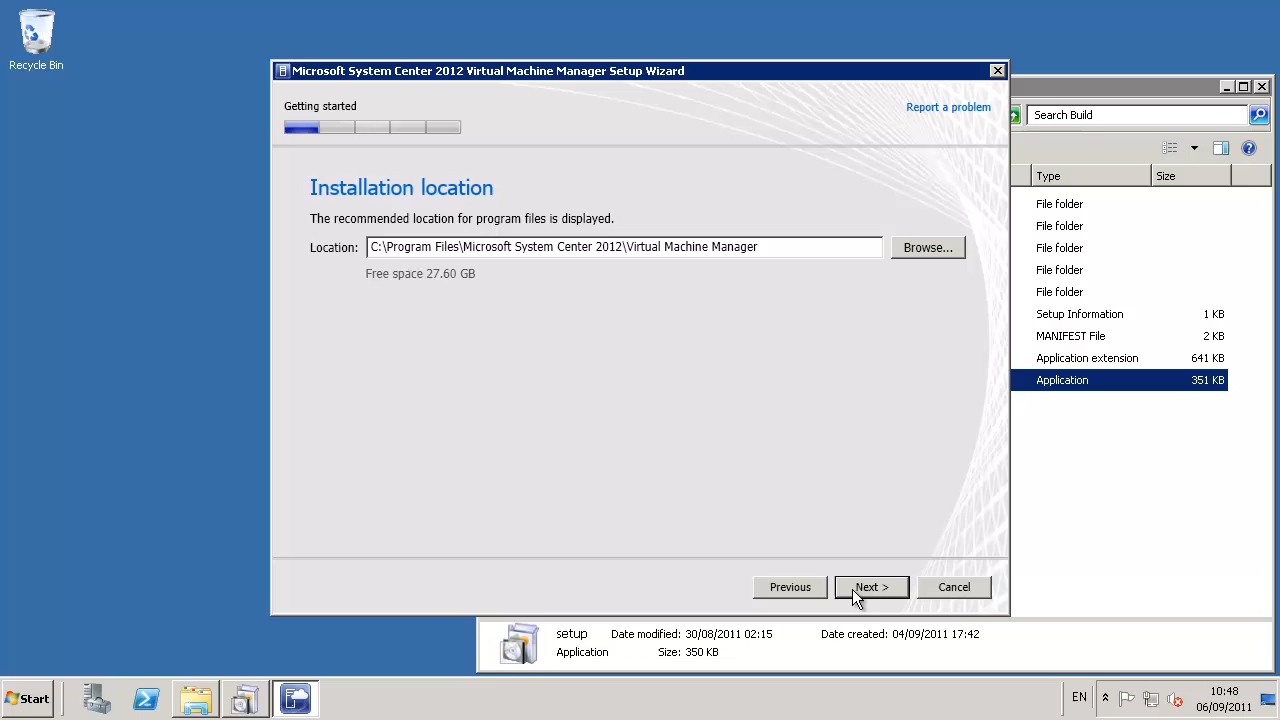 Recycle Bin
Microsoft System Center 2012 Virtual Machine Manager Setup Wizard
Getting started
Report a problem
Installation location
The recommended location for program files is displayed.
Location: C:\Program Files\Microsoft System Center 2012\Virtual Machine Manager Browse...
Free space 27.60 GB
Previous Next > Cancel
Search Build
Type Size
File folder
File folder
File folder
File folder
File folder
Setup Information 1 KB
MANIFEST File 2 KB
Application extension 641 KB
Application 351 KB
setup Date modified: 30/08/2011 02:15 Date created: 04/09/2011 17:42
Application Size: 350 KB
Start EN 10:48
06/09/2011